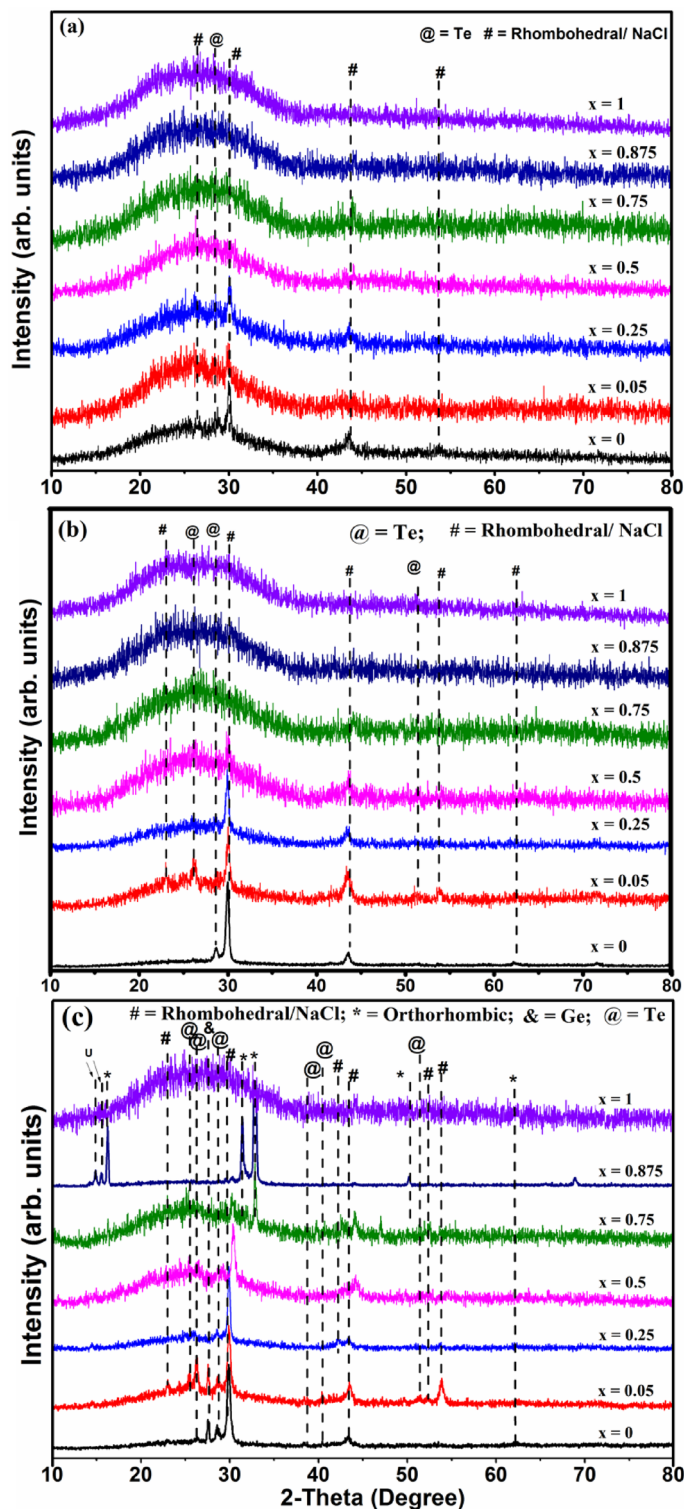 (a)
@ = Te # = Rhombohedral/ NaCl
# @ # # #
x = 1
x = 0.875
x = 0.75
x = 0.5
x = 0.25
x = 0.05
x = 0
Intensity (arb. units)
10 20 30 40 50 60 70 80
(b)
@ = Te; # = Rhombohedral/ NaCl
# @ @ # # @ # #
x = 1
x = 0.875
x = 0.75
x = 0.5
x = 0.25
x = 0.05
x = 0
Intensity (arb. units)
10 20 30 40 50 60 70 80
(c)
# = Rhombohedral/NaCl; * = Orthorhombic; & = Ge; @ = Te
U * # @ @ & @ # * * @ @ # # * @ # # *
x = 1
x = 0.875
x = 0.75
x = 0.5
x = 0.25
x = 0.05
x = 0
Intensity (arb. units)
10 20 30 40 50 60 70 80
2-Theta (Degree)